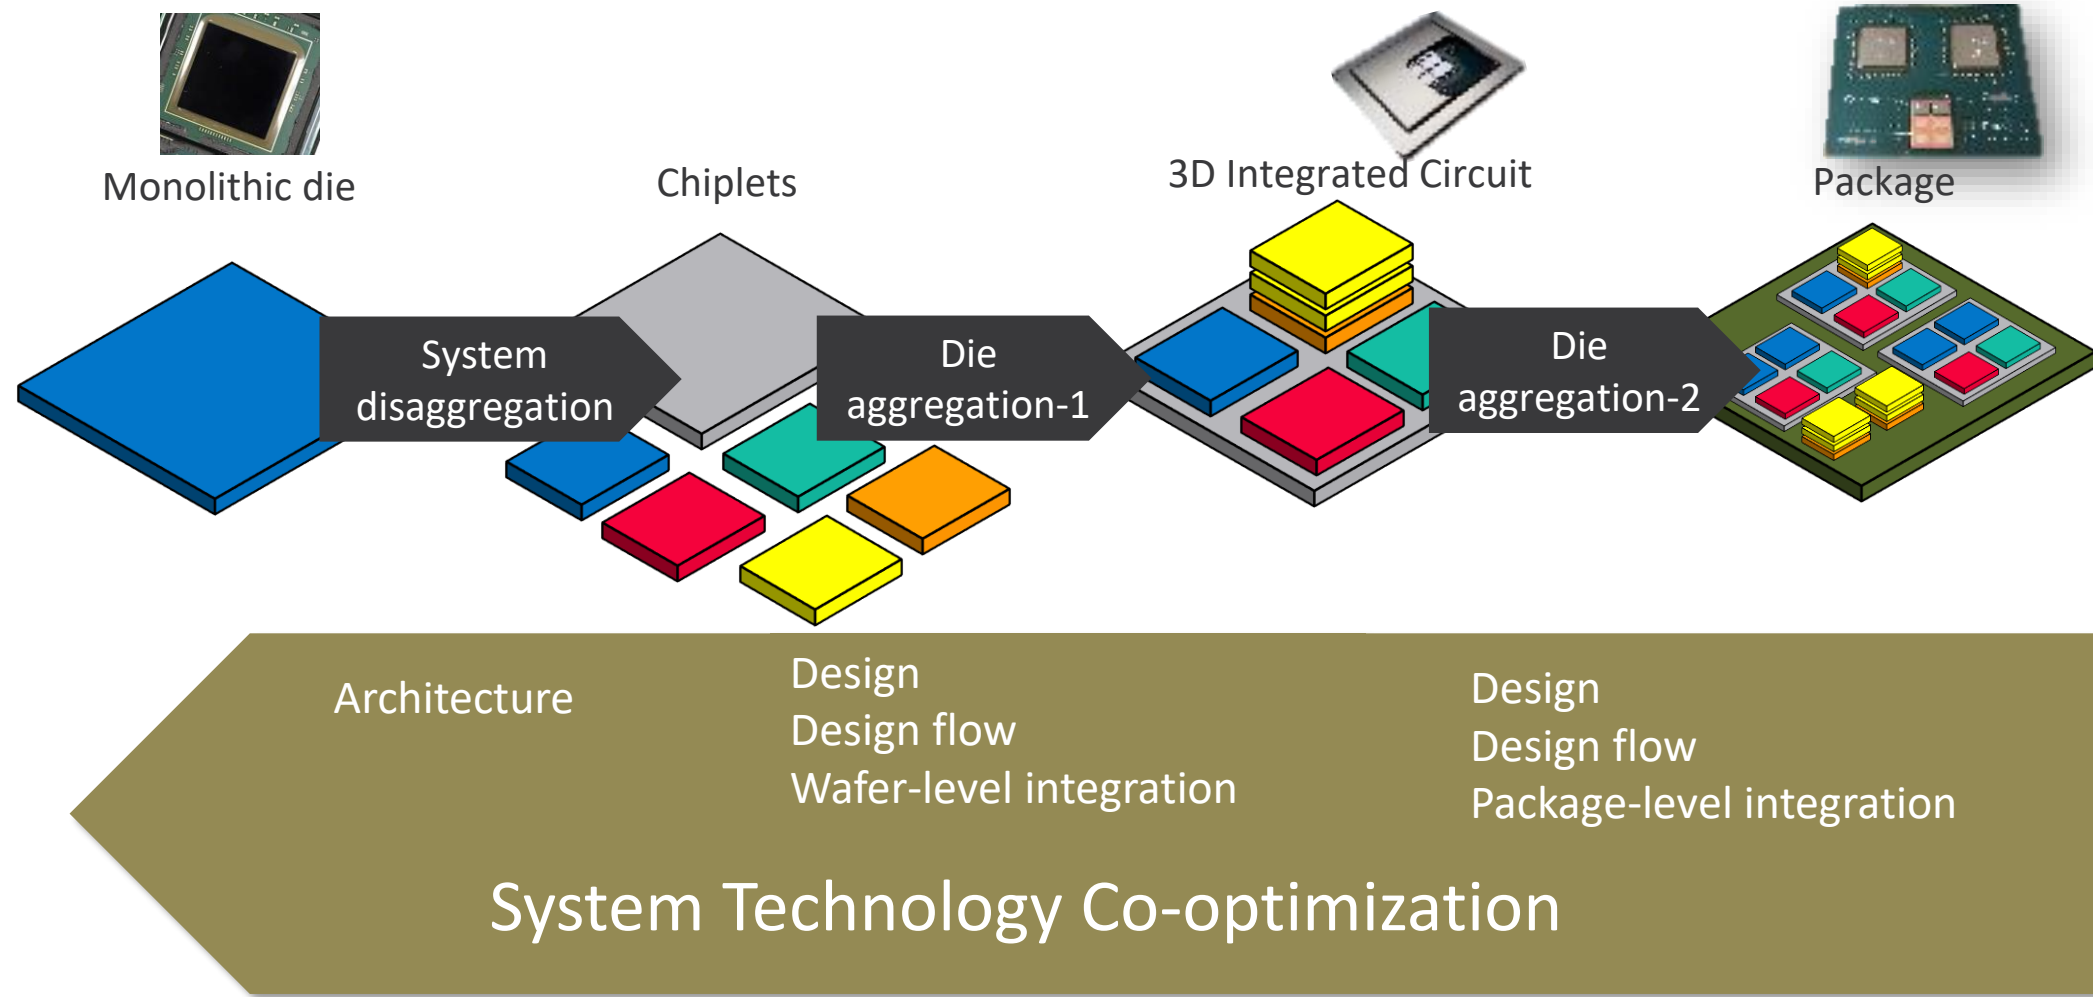 Monolithic die
Chiplets
3D Integrated Circuit
Package
System
disaggregation
Die
aggregation-1
Die
aggregation-2
Architecture
Design
Design flow
Wafer-level integration
Design
Design flow
Package-level integration
System Technology Co-optimization